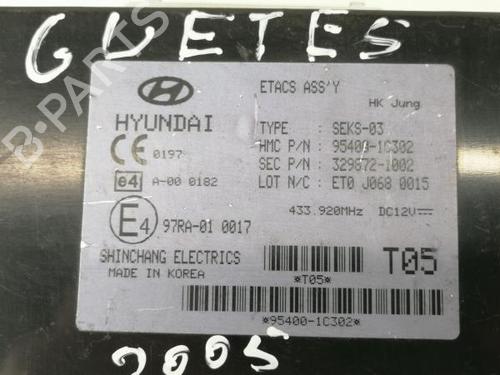 GUETES
ETACS ASS'Y
HK Jung
HYUNDAI
TYPE : SEKS-03
HMC P/N : 95400-1C302
SEC P/N : 329672-1002
LOT N/C : ET0 J068 0015
CE 0197
e4 A-00 0182
433.920MHz DC12V
E4 97RA-01 0017
SHINCHANG ELECTRICS
MADE IN KOREA
*T05*
T05
*95400-1C302*
2005